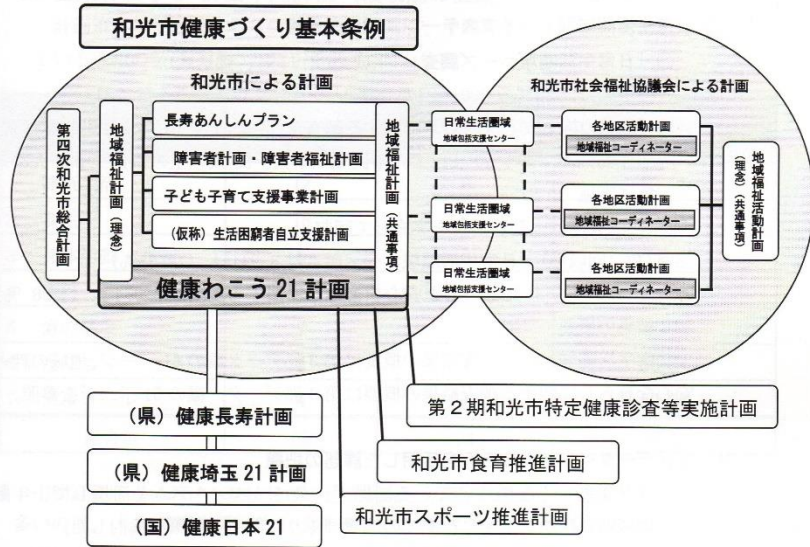 和光市健康づくり基本条例
和光市による計画
和光市社会福祉協議会による計画
第四次和光市総合計画
地域福祉計画（理念）
長寿あんしんプラン
障害者計画・障害者福祉計画
子ども子育て支援事業計画
（仮称）生活困窮者自立支援計画
健康わこう 21 計画
地域福祉計画（共通事項）
日常生活圏域
地域包括支援センター
日常生活圏域
地域包括支援センター
日常生活圏域
地域包括支援センター
各地区活動計画
地域福祉コーディネーター
各地区活動計画
地域福祉コーディネーター
各地区活動計画
地域福祉コーディネーター
地域福祉活動計画
（理念）（共通事項）
第２期和光市特定健康診査等実施計画
和光市食育推進計画
和光市スポーツ推進計画
（県）健康長寿計画
（県）健康埼玉 21 計画
（国）健康日本 21